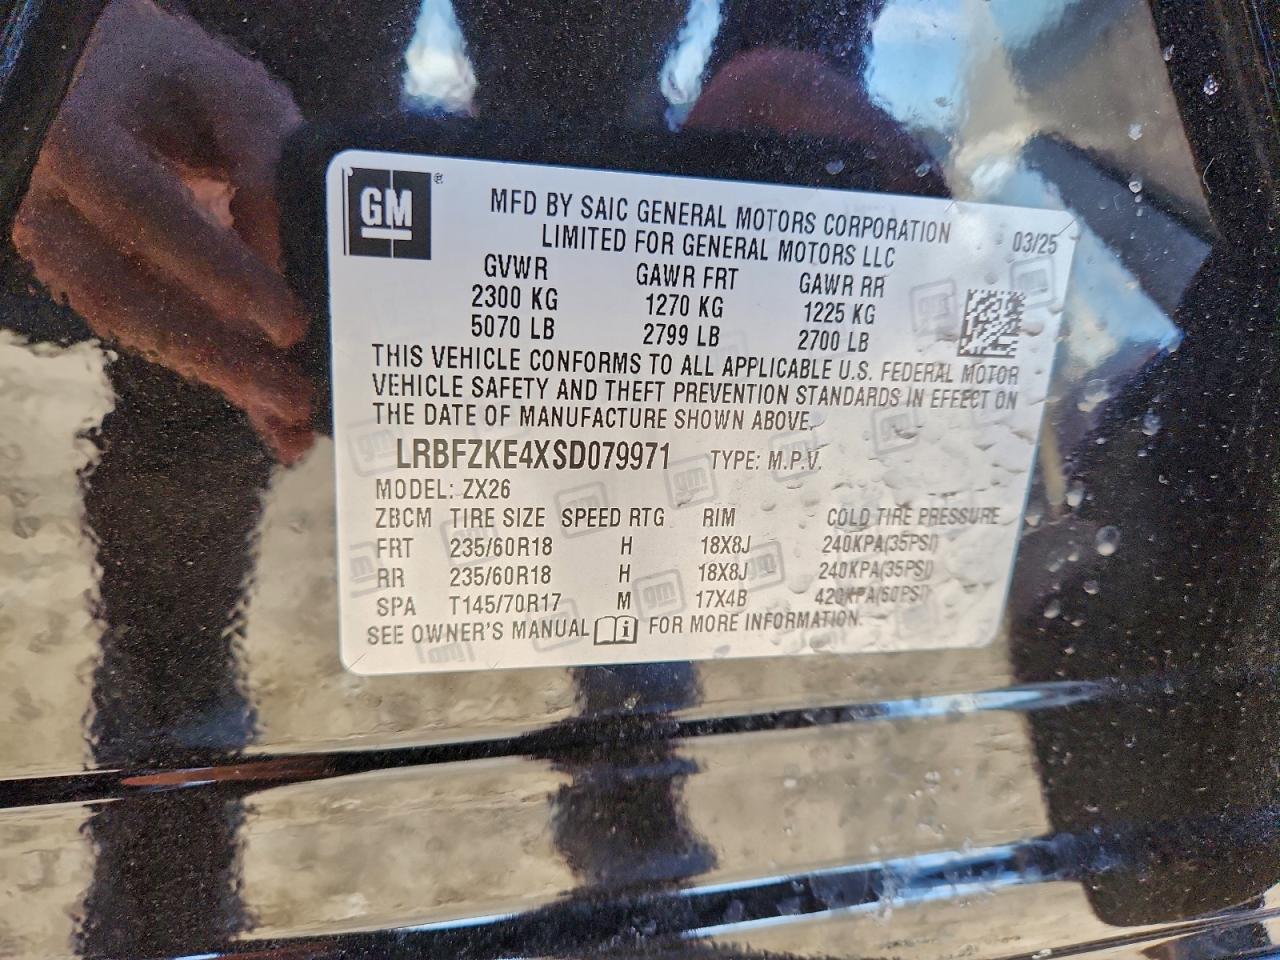 GM ®
MFD BY SAIC GENERAL MOTORS CORPORATION
LIMITED FOR GENERAL MOTORS LLC
03/25
GVWR GAWR FRT GAWR RR
2300 KG 1270 KG 1225 KG
5070 LB 2799 LB 2700 LB
THIS VEHICLE CONFORMS TO ALL APPLICABLE U.S. FEDERAL MOTOR
VEHICLE SAFETY AND THEFT PREVENTION STANDARDS IN EFFECT ON
THE DATE OF MANUFACTURE SHOWN ABOVE.
LRBFZKE4XSD079971 TYPE: M.P.V.
MODEL: ZX26
ZBCM TIRE SIZE SPEED RTG RIM COLD TIRE PRESSURE
FRT 235/60R18 H 18X8J 240KPA(35PSI)
RR 235/60R18 H 18X8J 240KPA(35PSI)
SPA T145/70R17 M 17X4B 420KPA(60PSI)
SEE OWNER'S MANUAL i FOR MORE INFORMATION.